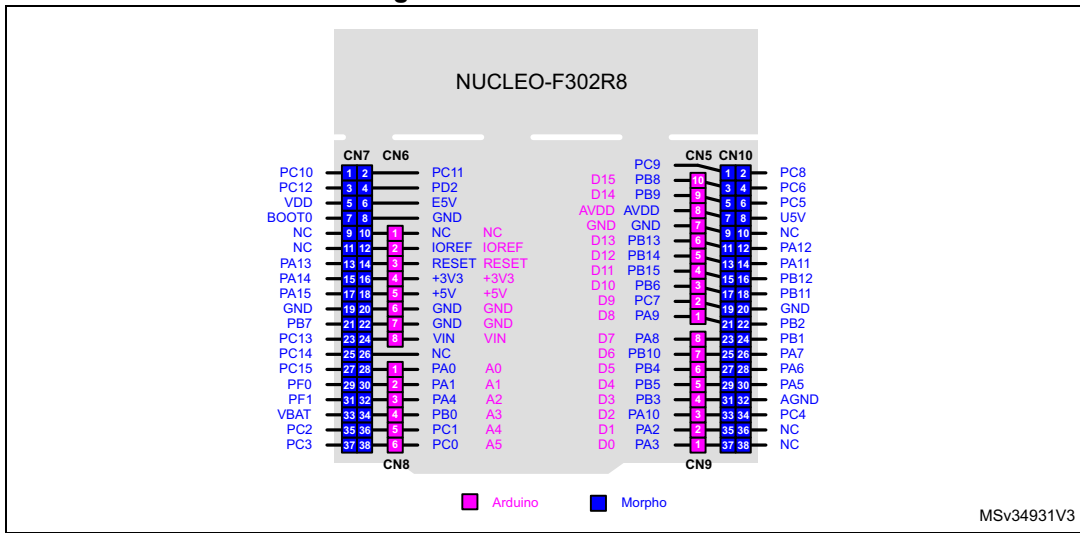 NUCLEO-F302R8
CN7 CN6 CN5 CN10
PC9
PC10 1 2 PC11 1 2 PC8
PC12 3 4 PD2 D15 PB8 10 3 4 PC6
VDD 5 6 E5V D14 PB9 9 5 6 PC5
BOOT0 7 8 GND AVDD AVDD 8 7 8 U5V
NC 9 10 1 NC NC GND GND 7 9 10 NC
NC 11 12 2 IOREF IOREF D13 PB13 6 11 12 PA12
PA13 13 14 3 RESET RESET D12 PB14 5 13 14 PA11
PA14 15 16 4 +3V3 +3V3 D11 PB15 4 15 16 PB12
PA15 17 18 5 +5V +5V D10 PB6 3 17 18 PB11
GND 19 20 6 GND GND D9 PC7 2 19 20 GND
PB7 21 22 7 GND GND D8 PA9 1 21 22 PB2
PC13 23 24 8 VIN VIN D7 PA8 8 23 24 PB1
PC14 25 26 NC D6 PB10 7 25 26 PA7
PC15 27 28 1 PA0 A0 D5 PB4 6 27 28 PA6
PF0 29 30 2 PA1 A1 D4 PB5 5 29 30 PA5
PF1 31 32 3 PA4 A2 D3 PB3 4 31 32 AGND
VBAT 33 34 4 PB0 A3 D2 PA10 3 33 34 PC4
PC2 35 36 5 PC1 A4 D1 PA2 2 35 36 NC
PC3 37 38 6 PC0 A5 D0 PA3 1 37 38 NC
CN8 CN9
Arduino Morpho
MSv34931V3